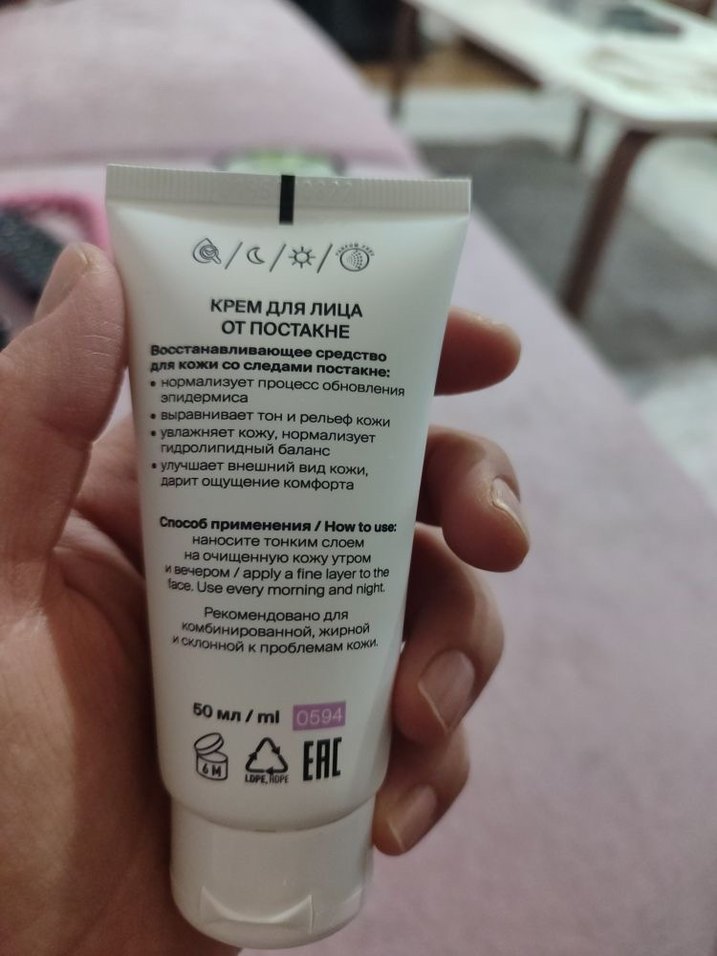 КРЕМ ДЛЯ ЛИЦА
ОТ ПОСТАКНЕ
Восстанавливающее средство
для кожи со следами постакне:
• нормализует процесс обновления
эпидермиса
• выравнивает тон и рельеф кожи
• увлажняет кожу, нормализует
гидролипидный баланс
• улучшает внешний вид кожи,
дарит ощущение комфорта
Способ применения / How to use:
наносите тонким слоем
на очищенную кожу утром
и вечером / apply a fine layer to the
face. Use every morning and night.
Рекомендовано для
комбинированной, жирной
и склонной к проблемам кожи.
50 мл / ml 0594
6 M
LDPE, HDPE
EAC